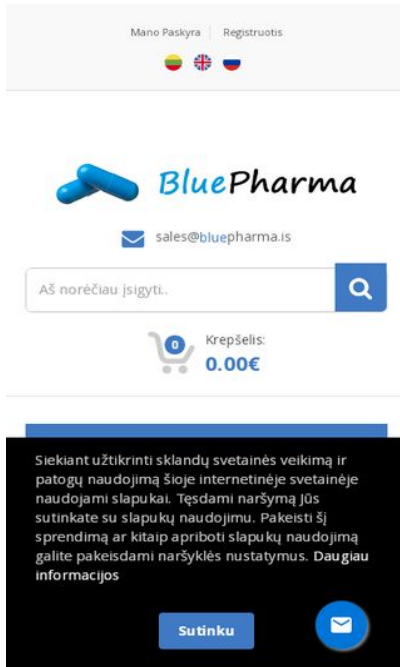 Mano Paskyra Registruotis
BluePharma
sales@bluepharma.is
Aš norėčiau įsigyti..
0
Krepšelis:
0.00€
Siekiant užtikrinti sklandų svetainės veikimą ir
patogų naudojimą šioje internetinėje svetainėje
naudojami slapukai. Tęsdami naršymą Jūs
sutinkate su slapukų naudojimu. Pakeisti šį
sprendimą ar kitaip apriboti slapukų naudojimą
galite pakeisdami naršyklės nustatymus. Daugiau
informacijos
Sutinku